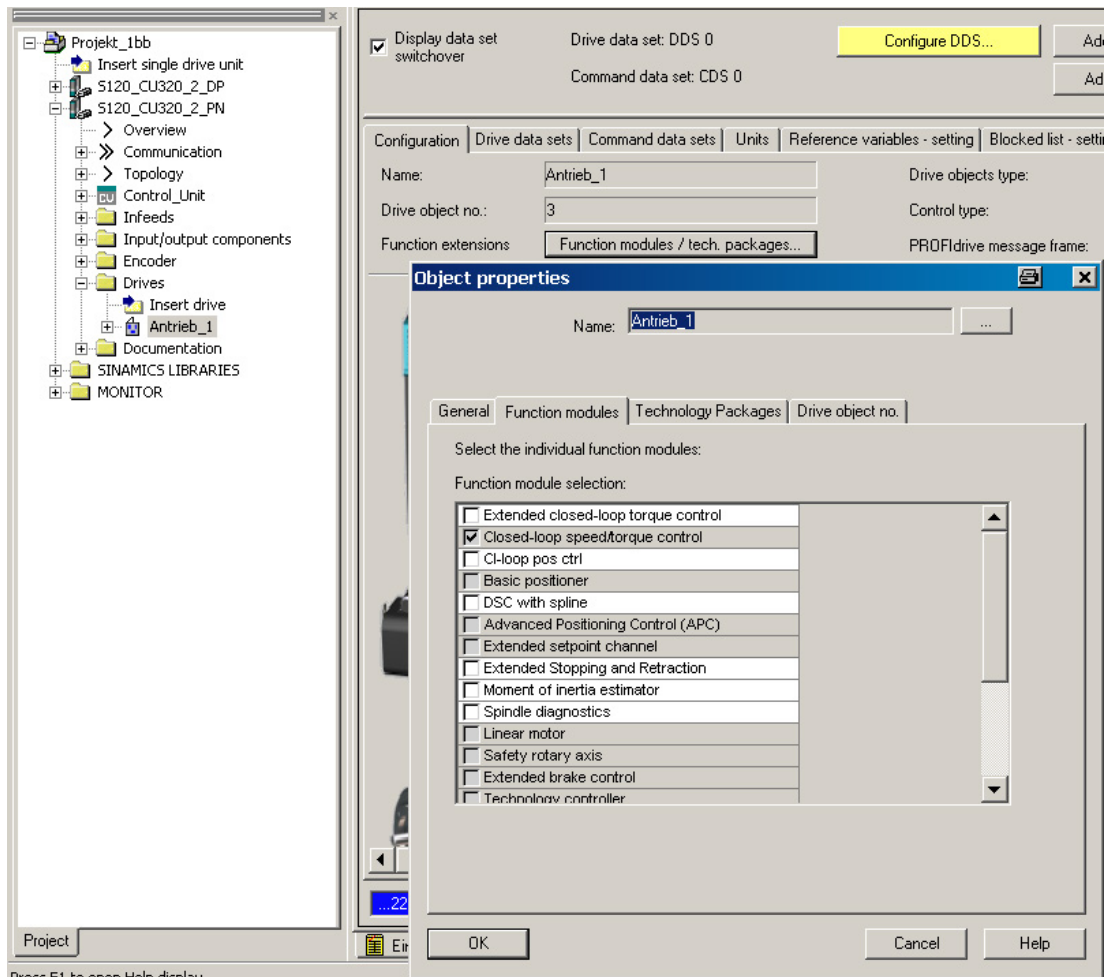 Projekt_1bb
Insert single drive unit
S120_CU320_2_DP
S120_CU320_2_PN
Overview
Communication
Topology
CU Control_Unit
Infeeds
Input/output components
Encoder
Drives
Insert drive
Antrieb_1
Documentation
SINAMICS LIBRARIES
MONITOR
Project
Display data set switchover
Drive data set: DDS 0
Configure DDS...
Command data set: CDS 0
Ad
Configuration Drive data sets Command data sets Units Reference variables - setting Blocked list - setti
Name: Antrieb_1 Drive objects type:
Drive object no.: 3 Control type:
Function extensions Function modules / tech. packages... PROFIdrive message frame:
Object properties
Name: Antrieb_1 ...
General Function modules Technology Packages Drive object no.
Select the individual function modules:
Function module selection:
Extended closed-loop torque control
Closed-loop speed/torque control
Cl-loop pos ctrl
Basic positioner
DSC with spline
Advanced Positioning Control (APC)
Extended setpoint channel
Extended Stopping and Retraction
Moment of inertia estimator
Spindle diagnostics
Linear motor
Safety rotary axis
Extended brake control
Technology controller
...22
Ei
OK Cancel Help
Press F1 to open Help display.